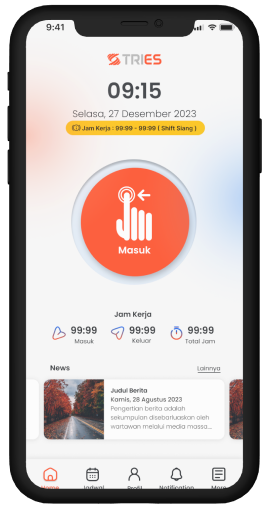 9:41
TRIES
09:15
Selasa, 27 Desember 2023
Jam Kerja : 99:99 - 99:99 ( Shift Siang )
Masuk
Jam Kerja
99:99 99:99 99:99
Masuk Keluar Total Jam
News Lainnya
Judul Berita
Kamis, 28 Agustus 2023
Pengertian berita adalah
sekumpulan disebarluaskan oleh
wartawan melalui media massa...
Home Jadwal Profil Notification More